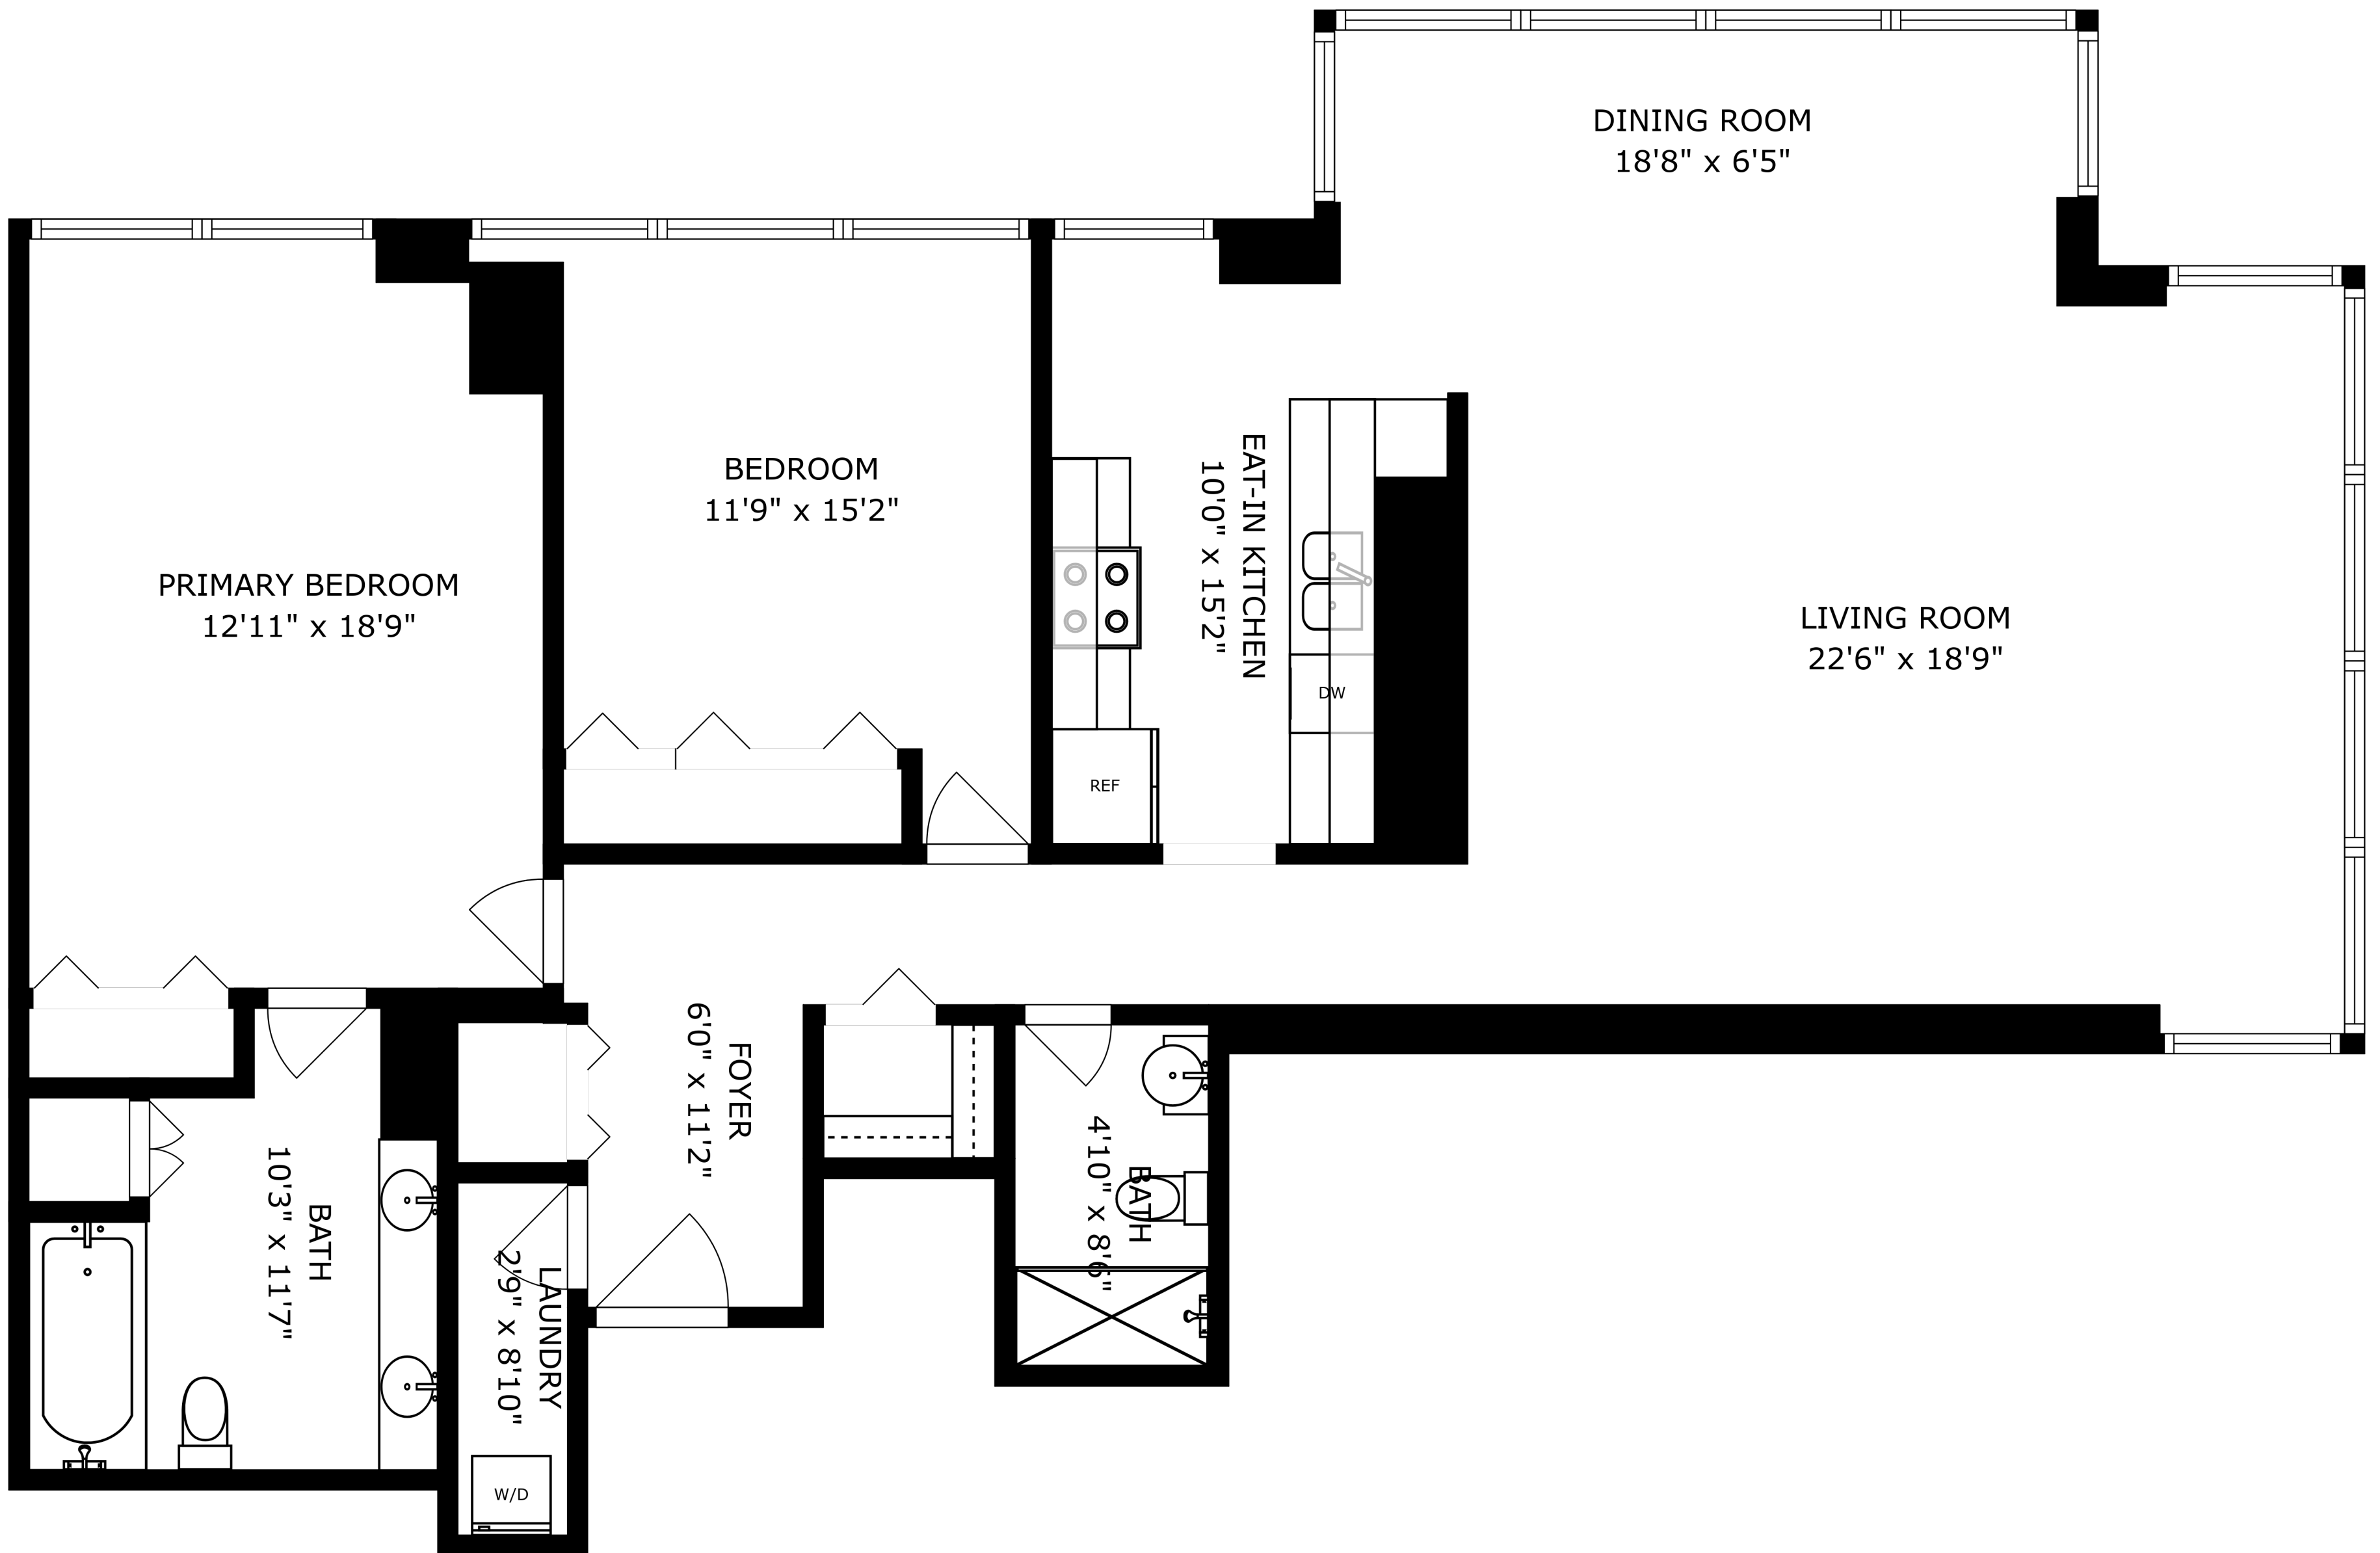 DINING ROOM
18'8" x 6'5"
PRIMARY BEDROOM
12'11" x 18'9"
BEDROOM
11'9" x 15'2"
EAT-IN KITCHEN
10'0" x 15'2"
DW
REF
LIVING ROOM
22'6" x 18'9"
FOYER
6'0" x 11'2"
BATH
10'3" x 11'7"
LAUNDRY
2'9" x 8'10"
W/D
BATH
4'10" x 8'6"